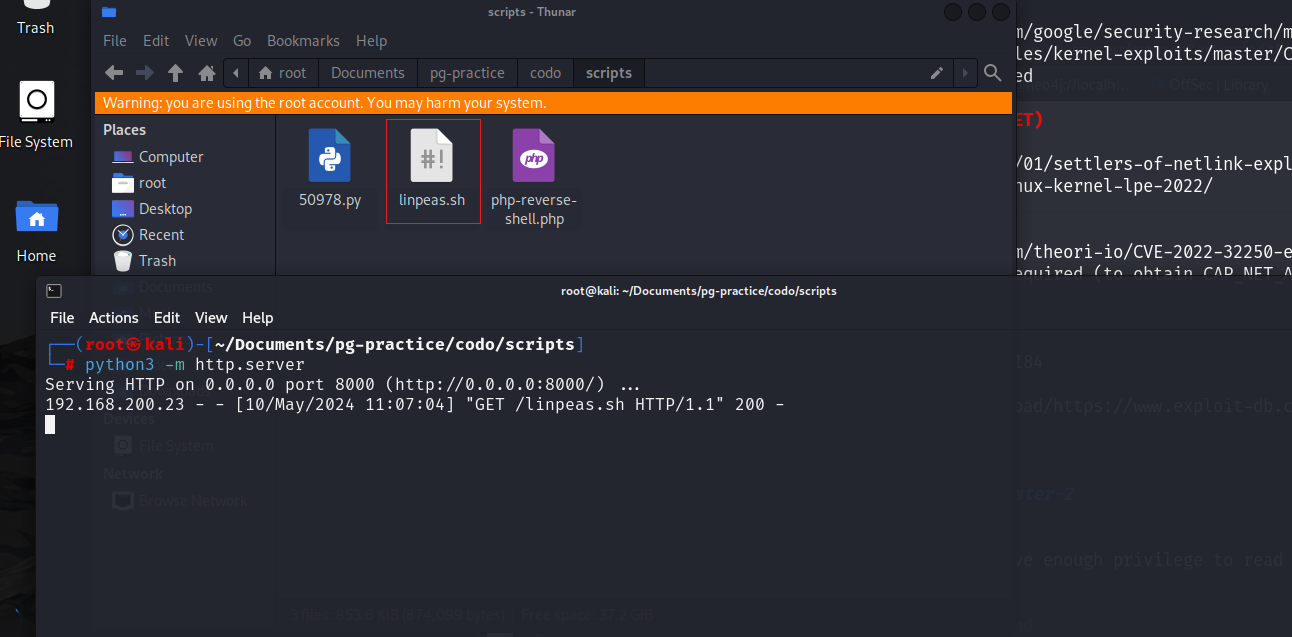 Trash
File System
Home
scripts - Thunar
File Edit View Go Bookmarks Help
root Documents pg-practice codo scripts
Warning: you are using the root account. You may harm your system.
Places
Computer
root
Desktop
Recent
Trash
Documents
50978.py
#!
linpeas.sh
php
php-reverse-
shell.php
m/google/security-research/m
les/kernel-exploits/master/C
ed
OffSec | Library
ET)
/01/settlers-of-netlink-expl
nux-kernel-lpe-2022/
m/theori-io/CVE-2022-32250-e
equired (to obtain CAP_NET_A
root@kali: ~/Documents/pg-practice/codo/scripts
File Actions Edit View Help
┌──(root㉿kali)-[~/Documents/pg-practice/codo/scripts]
└─# python3 -m http.server
Serving HTTP on 0.0.0.0 port 8000 (http://0.0.0.0:8000/) ...
192.168.200.23 - - [10/May/2024 11:07:04] "GET /linpeas.sh HTTP/1.1" 200 -
Devices
File System
Network
Browse Network
184
oad/https://www.exploit-db.c
ve enough privilege to read